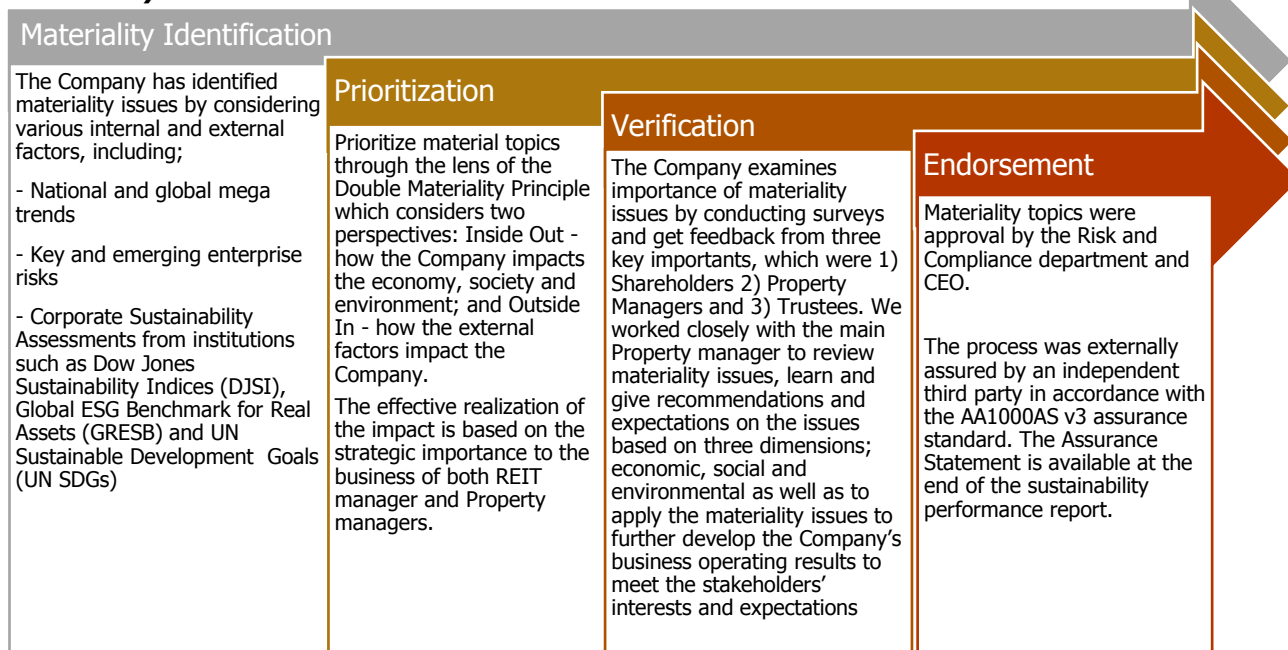 Materiality Identification
The Company has identified
materiality issues by considering
various internal and external
factors, including;
- National and global mega
trends
- Key and emerging enterprise
risks
- Corporate Sustainability
Assessments from institutions
such as Dow Jones
Sustainability Indices (DJSI),
Global ESG Benchmark for Real
Assets (GRESB) and UN
Sustainable Development Goals
(UN SDGs)
Prioritization
Prioritize material topics
through the lens of the
Double Materiality Principle
which considers two
perspectives: Inside Out -
how the Company impacts
the economy, society and
environment; and Outside
In - how the external
factors impact the
Company.
The effective realization of
the impact is based on the
strategic importance to the
business of both REIT
manager and Property
managers.
Verification
The Company examines
importance of materiality
issues by conducting surveys
and get feedback from three
key importants, which were 1)
Shareholders 2) Property
Managers and 3) Trustees. We
worked closely with the main
Property manager to review
materiality issues, learn and
give recommendations and
expectations on the issues
based on three dimensions;
economic, social and
environmental as well as to
apply the materiality issues to
further develop the Company's
business operating results to
meet the stakeholders'
interests and expectations
Endorsement
Materiality topics were
approval by the Risk and
Compliance department and
CEO.
The process was externally
assured by an independent
third party in accordance with
the AA1000AS v3 assurance
standard. The Assurance
Statement is available at the
end of the sustainability
performance report.